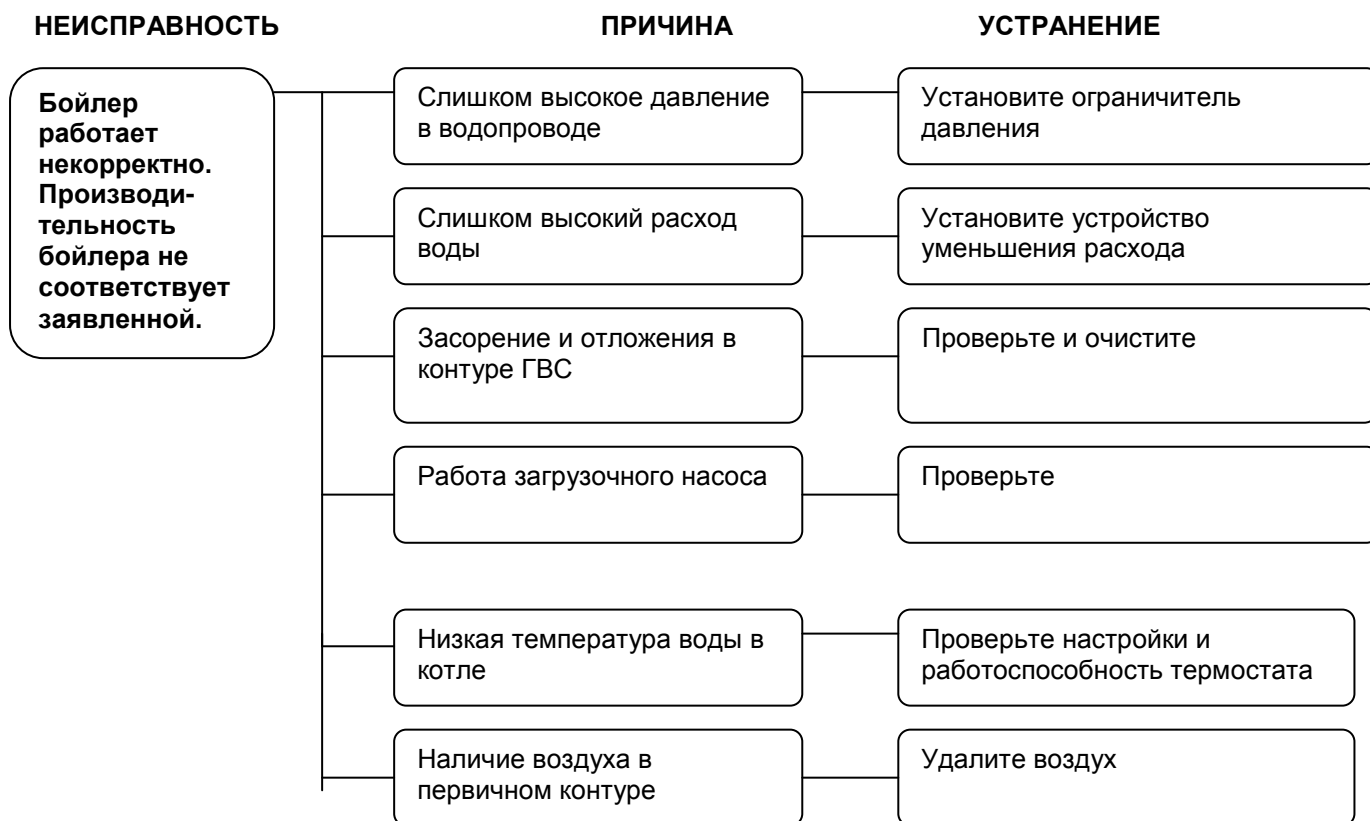 НЕИСПРАВНОСТЬ ПРИЧИНА УСТРАНЕНИЕ
Бойлер
работает
некорректно.
Производи-
тельность
бойлера не
соответствует
заявленной.
Слишком высокое давление
в водопроводе
Установите ограничитель
давления
Слишком высокий расход
воды
Установите устройство
уменьшения расхода
Засорение и отложения в
контуре ГВС
Проверьте и очистите
Работа загрузочного насоса
Проверьте
Низкая температура воды в
котле
Проверьте настройки и
работоспособность термостата
Наличие воздуха в
первичном контуре
Удалите воздух